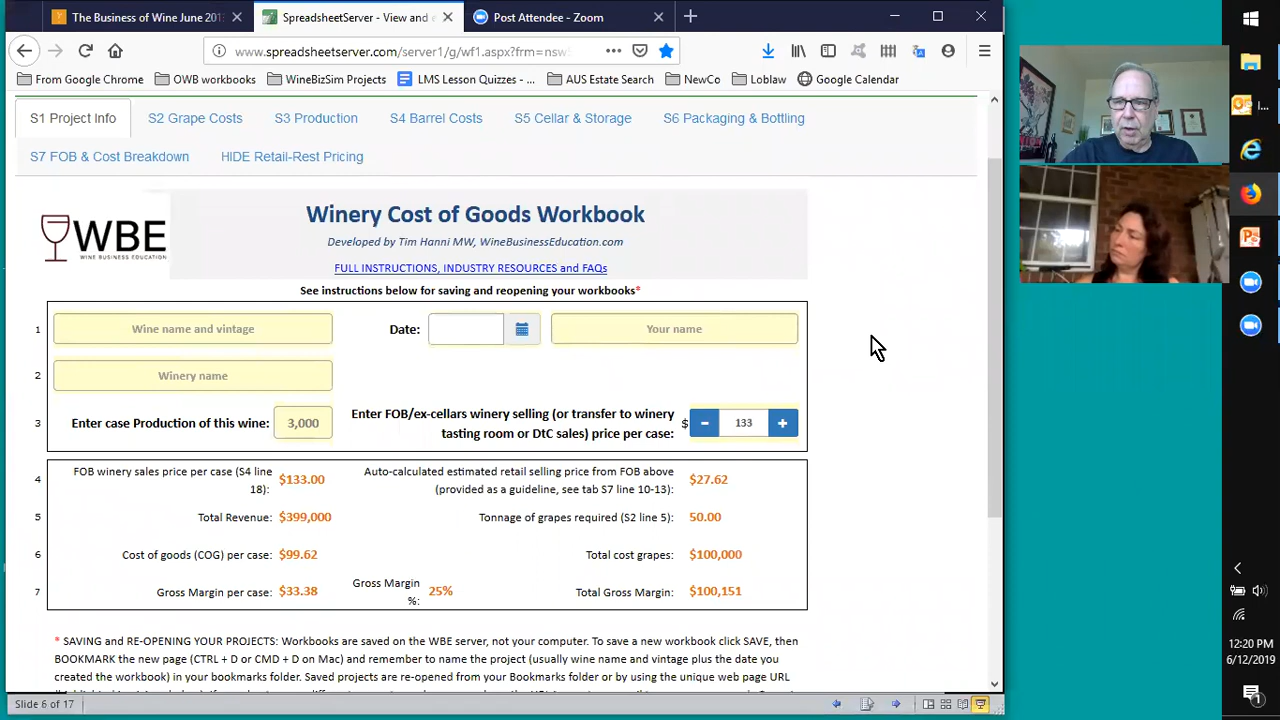 The Business of Wine June 201
SpreadsheetServer - View and e
Post Attendee - Zoom
www.spreadsheetserver.com/server1/g/wf1.aspx?frm=nsw
From Google Chrome
OWB workbooks
WineBizSim Projects
LMS Lesson Quizzes - ...
AUS Estate Search
NewCo
Loblaw
Google Calendar
S1 Project Info
S2 Grape Costs
S3 Production
S4 Barrel Costs
S5 Cellar & Storage
S6 Packaging & Bottling
S7 FOB & Cost Breakdown
HIDE Retail-Rest Pricing
WBE
WINE BUSINESS EDUCATION
Winery Cost of Goods Workbook
Developed by Tim Hanni MW, WineBusinessEducation.com
FULL INSTRUCTIONS, INDUSTRY RESOURCES and FAQs
See instructions below for saving and reopening your workbooks*
1 Wine name and vintage Date: Your name
2 Winery name
3 Enter case Production of this wine: 3,000 Enter FOB/ex-cellars winery selling (or transfer to winery
tasting room or DtC sales) price per case: $ - 133 +
4 FOB winery sales price per case (S4 line
18): $133.00 Auto-calculated estimated retail selling price from FOB above
(provided as a guideline, see tab S7 line 10-13): $27.62
5 Total Revenue: $399,000 Tonnage of grapes required (S2 line 5): 50.00
6 Cost of goods (COG) per case: $99.62 Total cost grapes: $100,000
7 Gross Margin per case: $33.38 Gross Margin
%: 25% Total Gross Margin: $100,151
* SAVING and RE-OPENING YOUR PROJECTS: Workbooks are saved on the WBE server, not your computer. To save a new workbook click SAVE, then
BOOKMARK the new page (CTRL + D or CMD + D on Mac) and remember to name the project (usually wine name and vintage plus the date you
created the workbook) in your bookmarks folder. Saved projects are re-opened from your Bookmarks folder or by using the unique web page URL
Slide 6 of 17
12:20 PM
6/12/2019
1